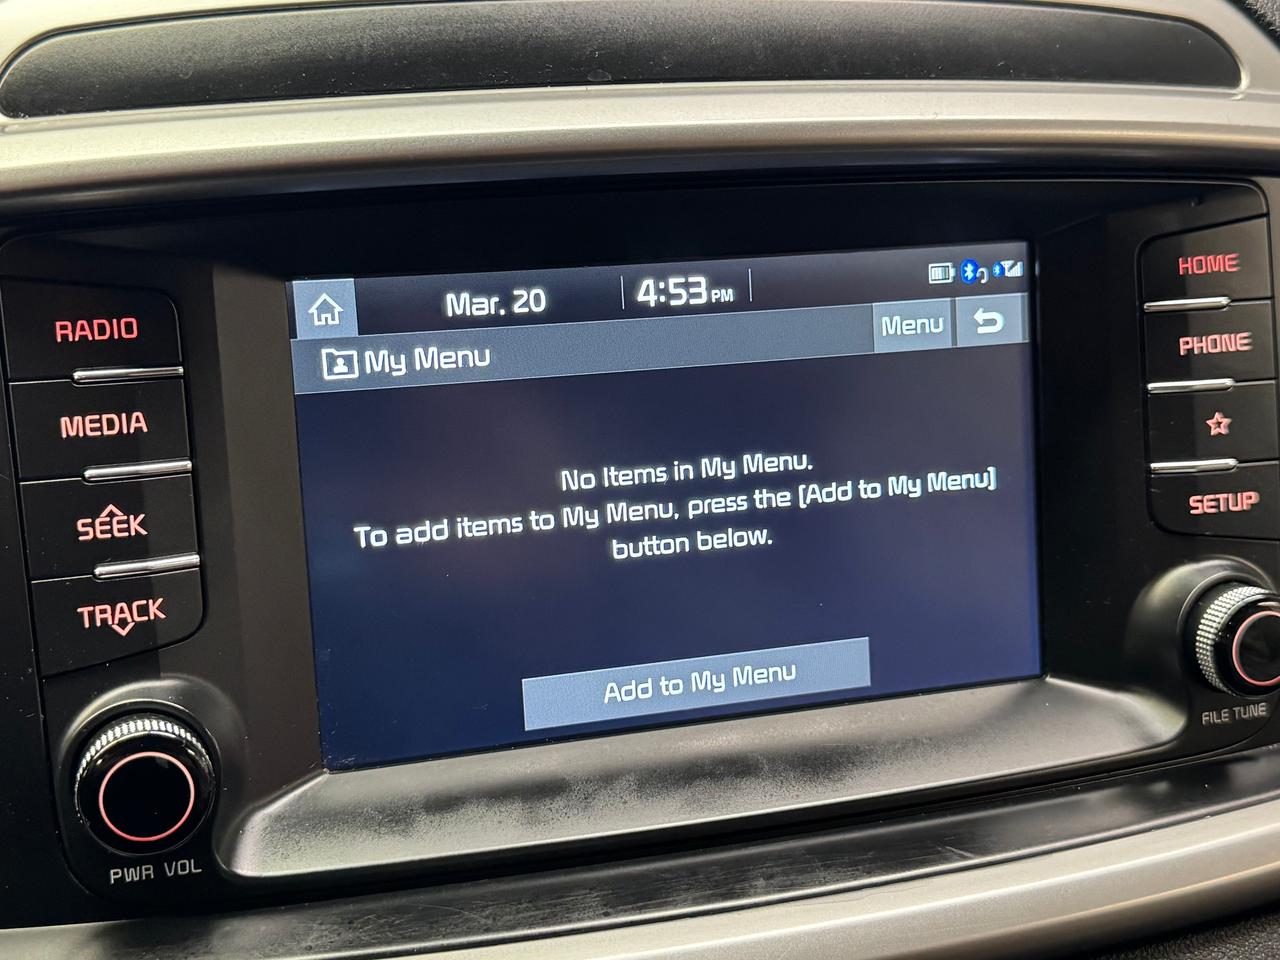 Mar. 20
4:53 PM
My Menu
Menu
No Items in My Menu.
To add items to My Menu, press the [Add to My Menu]
button below.
Add to My Menu
RADIO
MEDIA
SEEK
TRACK
PWR VOL
HOME
PHONE
SETUP
FILE TUNE